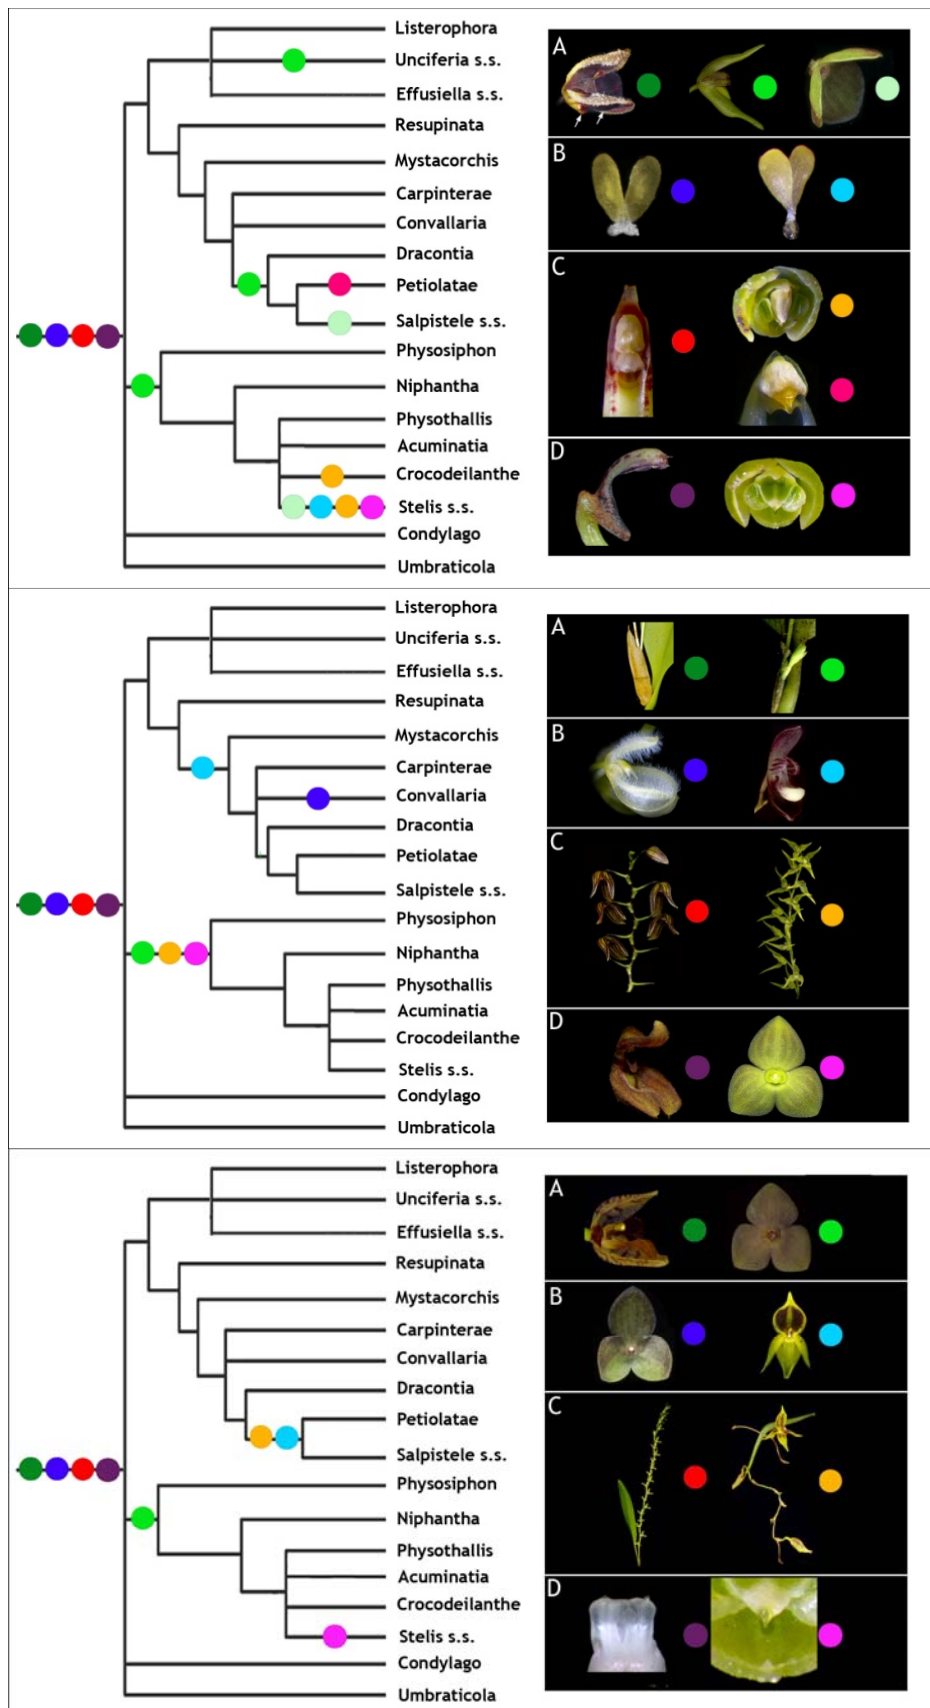 Listerophora
Unciferia s.s.
Effusiella s.s.
Resupinata
Mystacorchis
Carpinterae
Convallaria
Dracontia
Petiolatae
Salpistele s.s.
Physosiphon
Niphantha
Physothallis
Acuminatia
Crocodeilanthe
Stelis s.s.
Condylago
Umbraticola
A
B
C
D
Listerophora
Unciferia s.s.
Effusiella s.s.
Resupinata
Mystacorchis
Carpinterae
Convallaria
Dracontia
Petiolatae
Salpistele s.s.
Physosiphon
Niphantha
Physothallis
Acuminatia
Crocodeilanthe
Stelis s.s.
Condylago
Umbraticola
A
B
C
D
Listerophora
Unciferia s.s.
Effusiella s.s.
Resupinata
Mystacorchis
Carpinterae
Convallaria
Dracontia
Petiolatae
Salpistele s.s.
Physosiphon
Niphantha
Physothallis
Acuminatia
Crocodeilanthe
Stelis s.s.
Condylago
Umbraticola
A
B
C
D